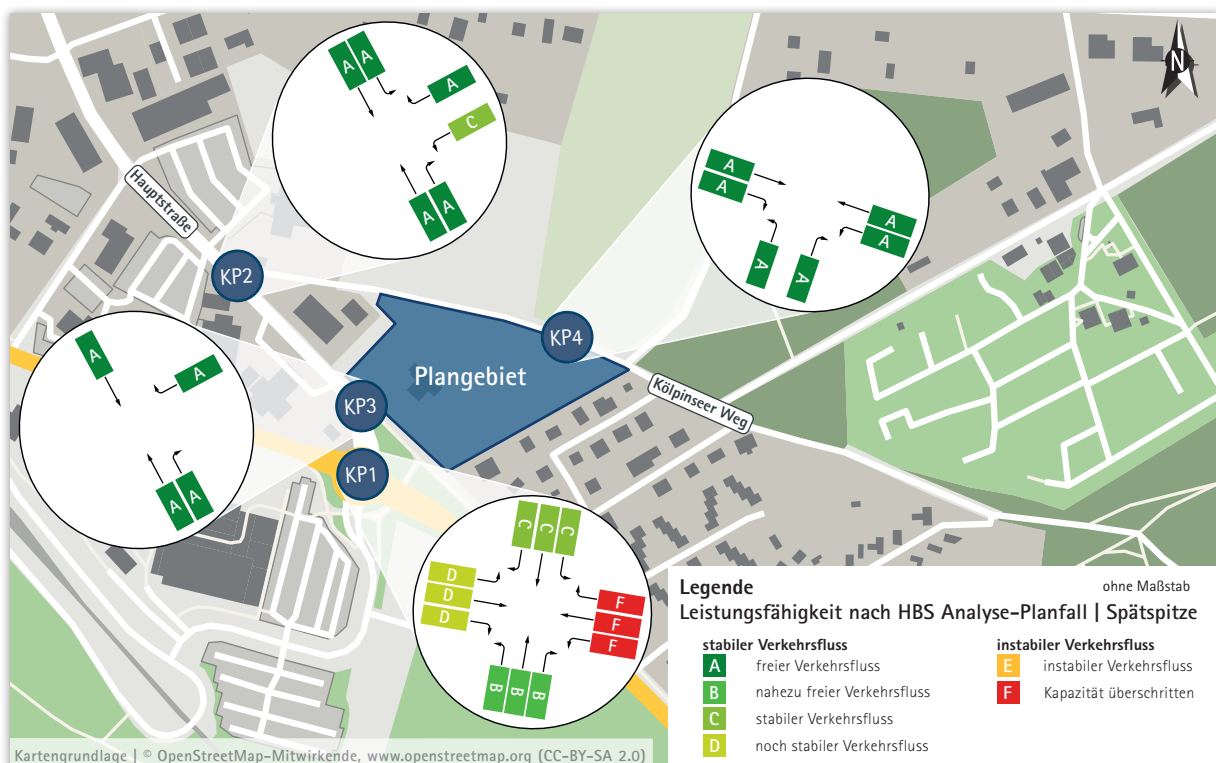 N
A A
A
C
A A
A
A
A
A
A
A
Hauptstraße
KP2
KP4
Plangebiet
KP3
Kölpinseer Weg
KP1
A
A
A A
C C C
D
D
D
F
F
F
B B B
Legende
ohne Maßstab
Leistungsfähigkeit nach HBS Analyse-Planfall | Spätspitze
stabiler Verkehrsfluss
A freier Verkehrsfluss
B nahezu freier Verkehrsfluss
C stabiler Verkehrsfluss
D noch stabiler Verkehrsfluss
instabiler Verkehrsfluss
E instabiler Verkehrsfluss
F Kapazität überschritten
Kartengrundlage | © OpenStreetMap-Mitwirkende, www.openstreetmap.org (CC-BY-SA 2.0)